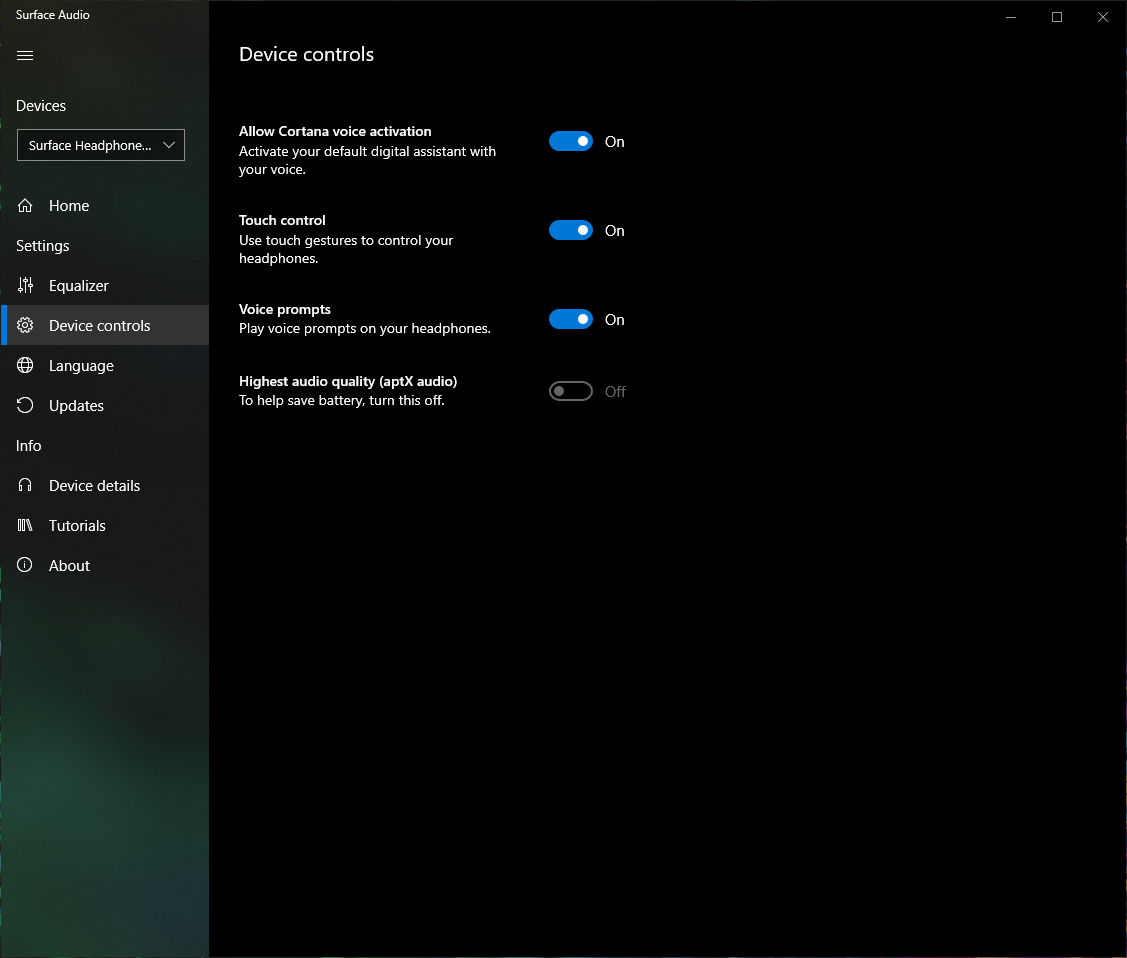 Surface Audio
Devices
Surface Headphone...
Home
Settings
Equalizer
Device controls
Language
Updates
Info
Device details
Tutorials
About
Device controls
Allow Cortana voice activation
Activate your default digital assistant with
your voice.
On
Touch control
Use touch gestures to control your
headphones.
On
Voice prompts
Play voice prompts on your headphones.
On
Highest audio quality (aptX audio)
To help save battery, turn this off.
Off